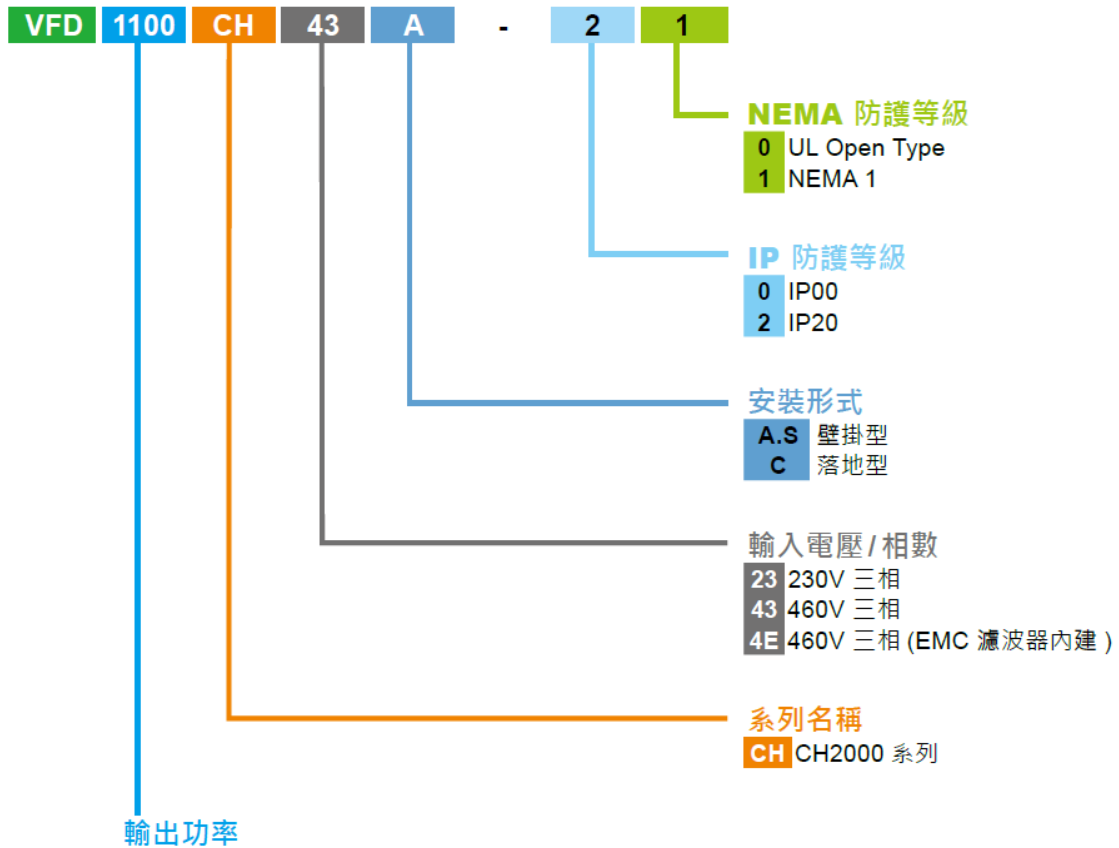 VFD 1100 CH 43 A - 2 1
NEMA 防護等級
0 UL Open Type
1 NEMA 1
IP 防護等級
0 IP00
2 IP20
安裝形式
A.S 壁掛型
C 落地型
輸入電壓/相數
23 230V 三相
43 460V 三相
4E 460V 三相 (EMC 濾波器內建 )
系列名稱
CH CH2000 系列
輸出功率